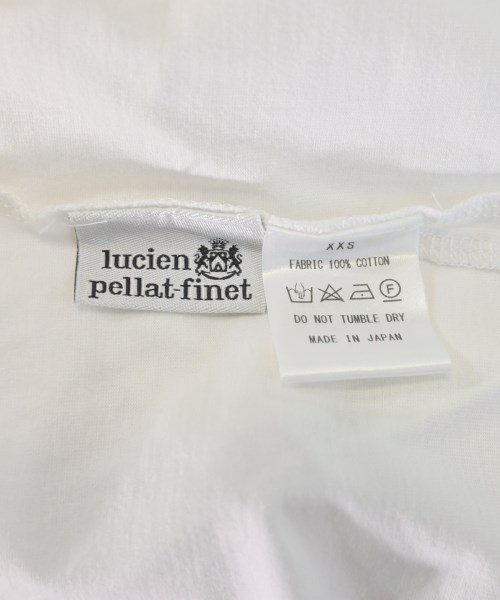 lucien
pellat-finet
XXS
FABRIC 100% COTTON
F
DO NOT TUMBLE DRY
MADE IN JAPAN